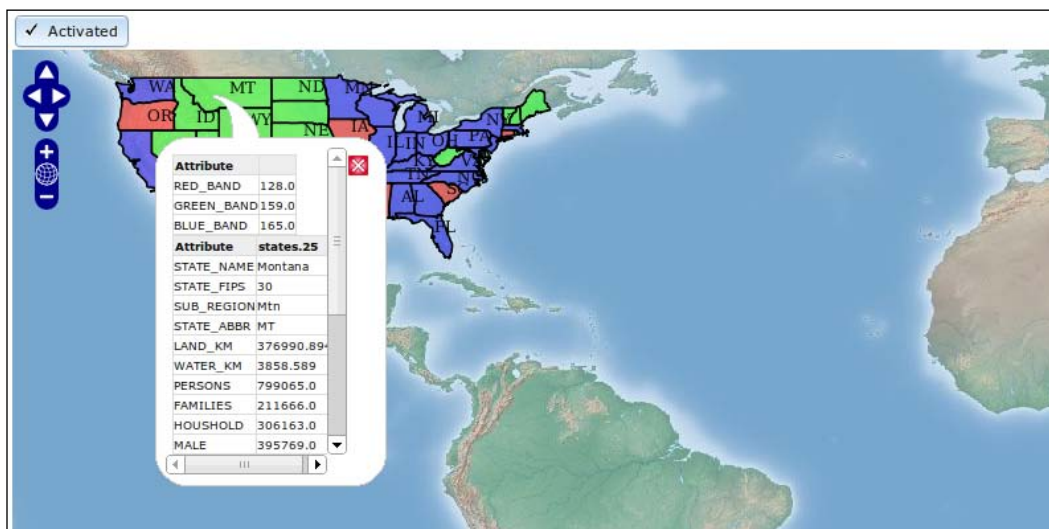 ✓ Activated
WA MT ND MN
OR ID WY NE IA MI NY
IL IN OH PA
KY
TN NC
AL S
FL
Attribute
RED_BAND 128.0
GREEN_BAND 159.0
BLUE_BAND 165.0
Attribute states.25
STATE_NAME Montana
STATE_FIPS 30
SUB_REGION Mtn
STATE_ABBR MT
LAND_KM 376990.894
WATER_KM 3858.589
PERSONS 799065.0
FAMILIES 211666.0
HOUSHOLD 306163.0
MALE 395769.0